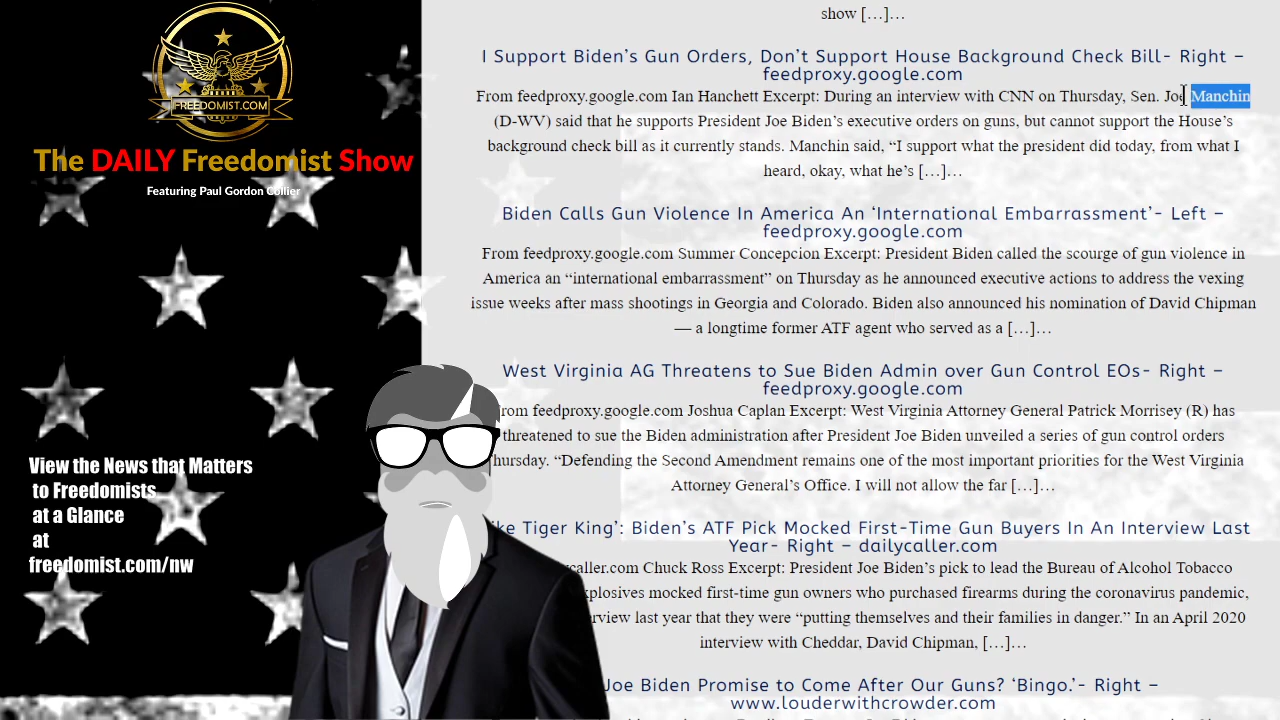 FREEDOMIST.COM
The DAILY Freedomist Show
Featuring Paul Gordon Collier
View the News that Matters
to Freedomists
at a Glance
at
freedomist.com/nw
show […]…
I Support Biden’s Gun Orders, Don’t Support House Background Check Bill- Right –
feedproxy.google.com
From feedproxy.google.com Ian Hanchett Excerpt: During an interview with CNN on Thursday, Sen. Joe Manchin
(D-WV) said that he supports President Joe Biden’s executive orders on guns, but cannot support the House’s
background check bill as it currently stands. Manchin said, “I support what the president did today, from what I
heard, okay, what he’s […]…
Biden Calls Gun Violence In America An ‘International Embarrassment’- Left –
feedproxy.google.com
From feedproxy.google.com Summer Concepcion Excerpt: President Biden called the scourge of gun violence in
America an “international embarrassment” on Thursday as he announced executive actions to address the vexing
issue weeks after mass shootings in Georgia and Colorado. Biden also announced his nomination of David Chipman
— a longtime former ATF agent who served as a […]…
West Virginia AG Threatens to Sue Biden Admin over Gun Control EOs- Right –
feedproxy.google.com
rom feedproxy.google.com Joshua Caplan Excerpt: West Virginia Attorney General Patrick Morrisey (R) has
threatened to sue the Biden administration after President Joe Biden unveiled a series of gun control orders
hursday. “Defending the Second Amendment remains one of the most important priorities for the West Virginia
Attorney General’s Office. I will not allow the far […]…
ke Tiger King’: Biden’s ATF Pick Mocked First-Time Gun Buyers In An Interview Last
Year- Right – dailycaller.com
caller.com Chuck Ross Excerpt: President Joe Biden’s pick to lead the Bureau of Alcohol Tobacco
xplosives mocked first-time gun owners who purchased firearms during the coronavirus pandemic,
rview last year that they were “putting themselves and their families in danger.” In an April 2020
interview with Cheddar, David Chipman, […]…
Joe Biden Promise to Come After Our Guns? ‘Bingo.’- Right –
www.louderwithcrowder.com